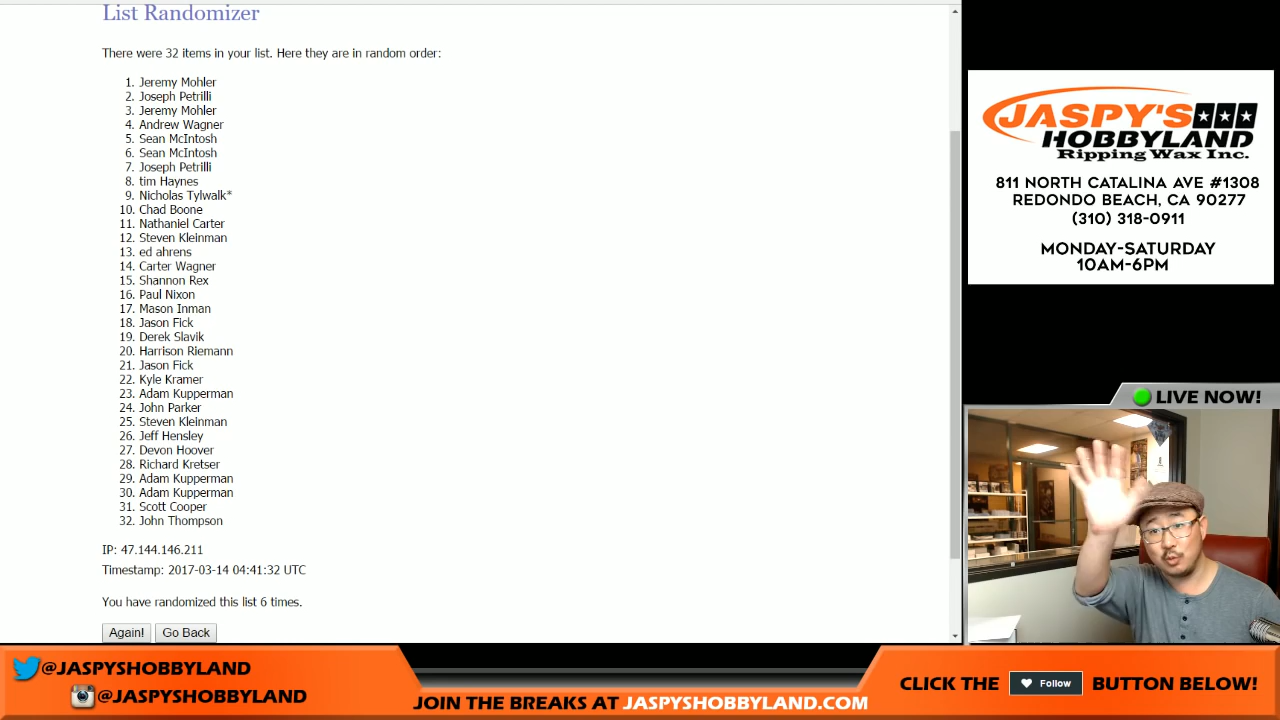 List Randomizer
There were 32 items in your list. Here they are in random order:
1. Jeremy Mohler
2. Joseph Petrilli
3. Jeremy Mohler
4. Andrew Wagner
5. Sean McIntosh
6. Sean McIntosh
7. Joseph Petrilli
8. tim Haynes
9. Nicholas Tylwalk*
10. Chad Boone
11. Nathaniel Carter
12. Steven Kleinman
13. ed ahrens
14. Carter Wagner
15. Shannon Rex
16. Paul Nixon
17. Mason Inman
18. Jason Fick
19. Derek Slavik
20. Harrison Riemann
21. Jason Fick
22. Kyle Kramer
23. Adam Kupperman
24. John Parker
25. Steven Kleinman
26. Jeff Hensley
27. Devon Hoover
28. Richard Kretser
29. Adam Kupperman
30. Adam Kupperman
31. Scott Cooper
32. John Thompson
IP: 47.144.146.211
Timestamp: 2017-03-14 04:41:32 UTC
You have randomized this list 6 times.
Again! Go Back
JASPY'S
HOBBYLAND
Ripping Wax Inc.
811 NORTH CATALINA AVE #1308
REDONDO BEACH, CA 90277
(310) 318-0911
MONDAY-SATURDAY
10AM-6PM
LIVE NOW!
@JASPYSHOBBYLAND
@JASPYSHOBBYLAND
JOIN THE BREAKS AT JASPYSHOBBYLAND.COM
CLICK THE Follow BUTTON BELOW!